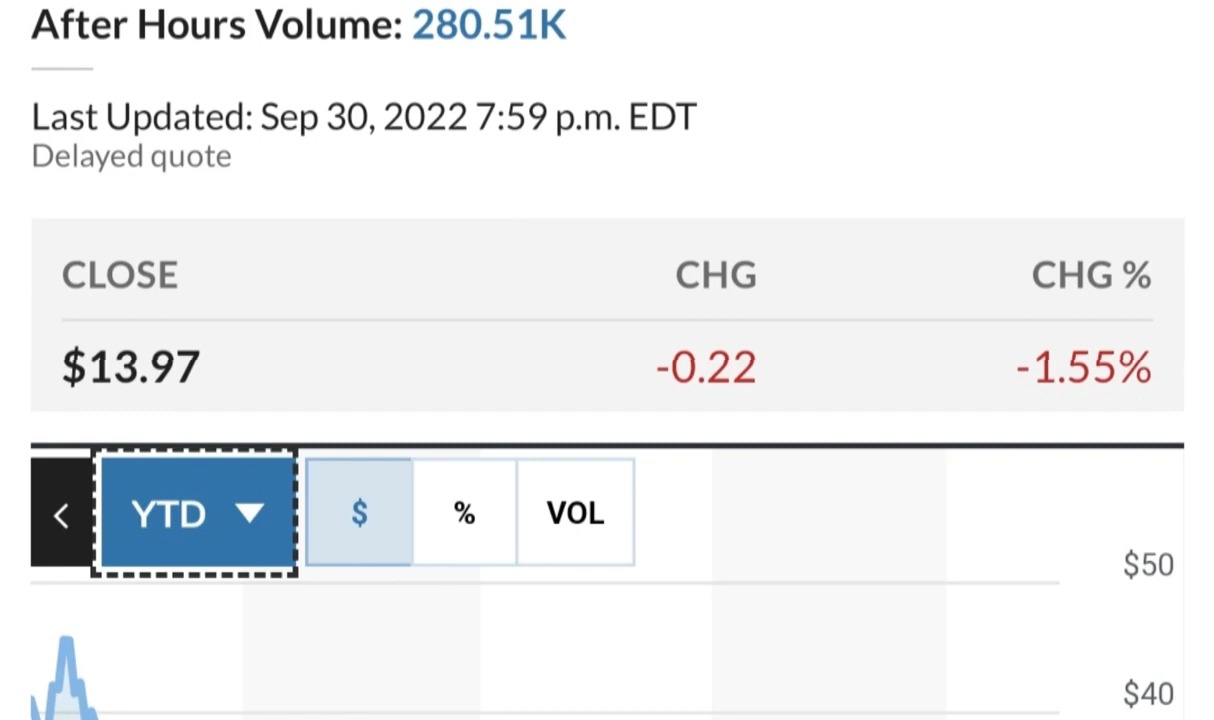 After Hours Volume: 280.51K
Last Updated: Sep 30, 2022 7:59 p.m. EDT
Delayed quote
CLOSE CHG CHG %
$13.97 -0.22 -1.55%
YTD $ % VOL
$50
$40